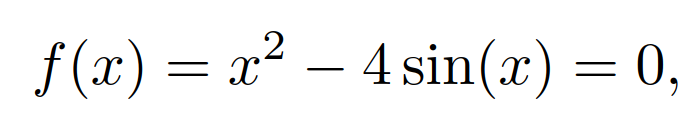 f(x) = x² − 4 sin(x) = 0,